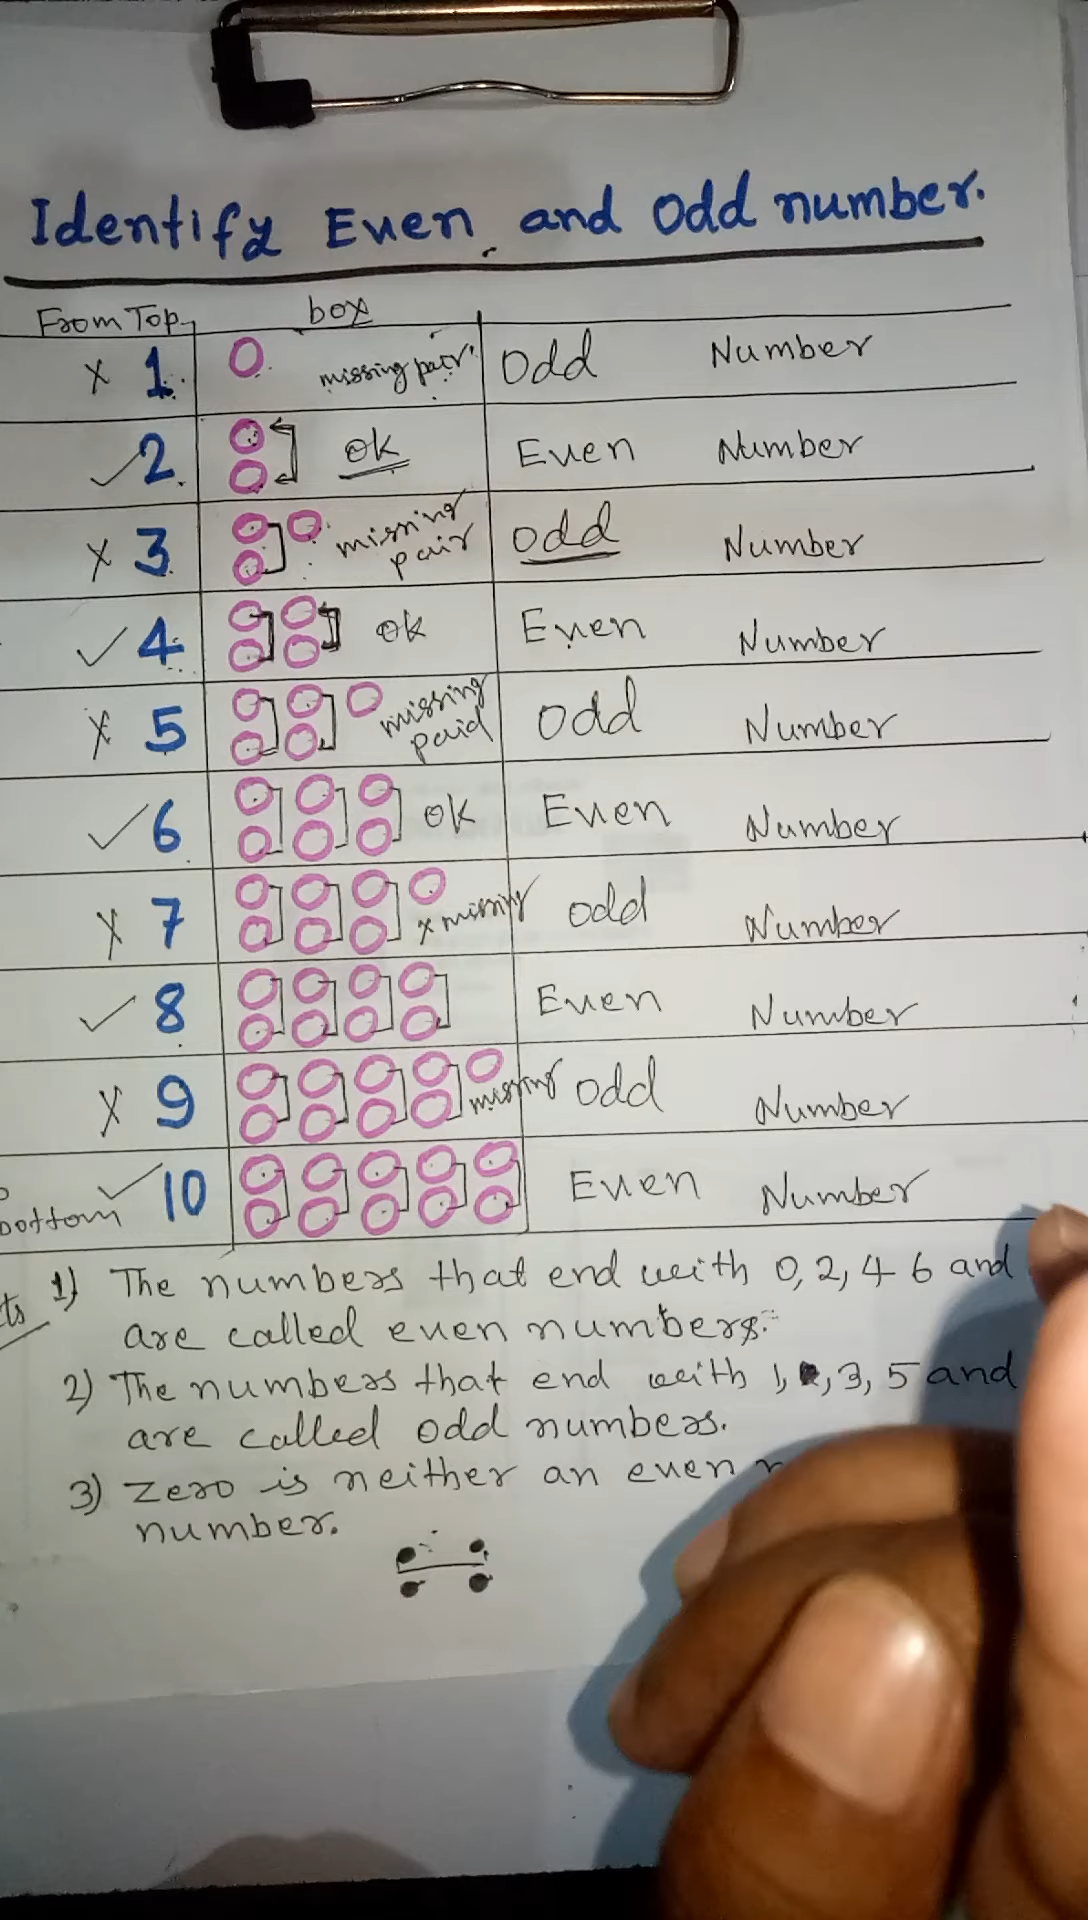 Identify Even and Odd number.
From Top box
x 1. missing pair Odd Number
✓ 2. ok Even Number
x 3. missing pair Odd Number
✓ 4 ok Even Number
x 5 missing paid Odd Number
✓ 6 ok Even Number
x 7 x missing odd Number
✓ 8 Even Number
x 9 missing odd Number
bottom ✓ 10 Even Number
1) The numbers that end with 0, 2, 4 6 and
are called even numbers.
2) The numbers that end with 1, 3, 5 and
are called odd numbers.
3) Zero is neither an even
number.